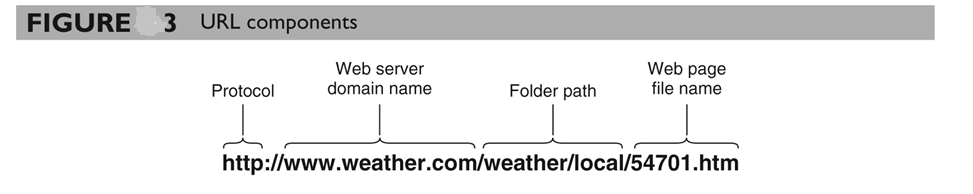 FIGURE 3 URL components
Web server Web page
Protocol domain name Folder path file name
http://www.weather.com/weather/local/54701.htm